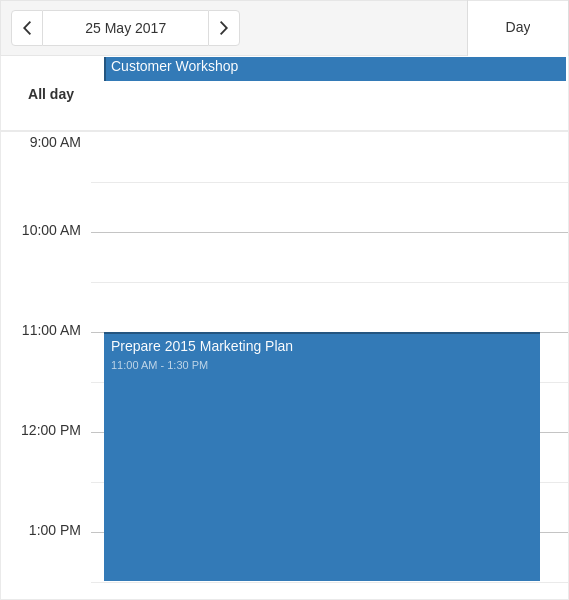 25 May 2017
Day
Customer Workshop
All day
9:00 AM
10:00 AM
11:00 AM
Prepare 2015 Marketing Plan
11:00 AM - 1:30 PM
12:00 PM
1:00 PM